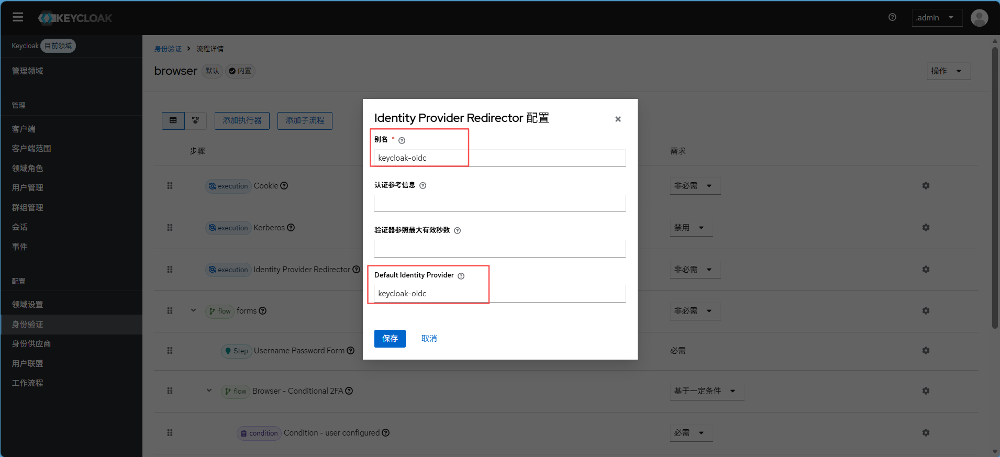 KEYCLOAK
.admin
Keycloak 目前领域
管理领域
管理
客户端
客户端范围
领域角色
用户管理
群组管理
会话
事件
配置
领域设置
身份验证
身份供应商
用户联盟
工作流程
身份验证 > 流程详情
browser 默认 内置
操作
添加执行器 添加子流程
步骤 需求
execution Cookie 非必需
execution Kerberos 禁用
execution Identity Provider Redirector 非必需
flow forms 非必需
Step Username Password Form 必需
flow Browser - Conditional 2FA 基于一定条件
condition Condition - user configured 必需
Identity Provider Redirector 配置
别名 *
keycloak-oidc
认证参考信息
验证器参照最大有效秒数
Default Identity Provider
keycloak-oidc
保存 取消